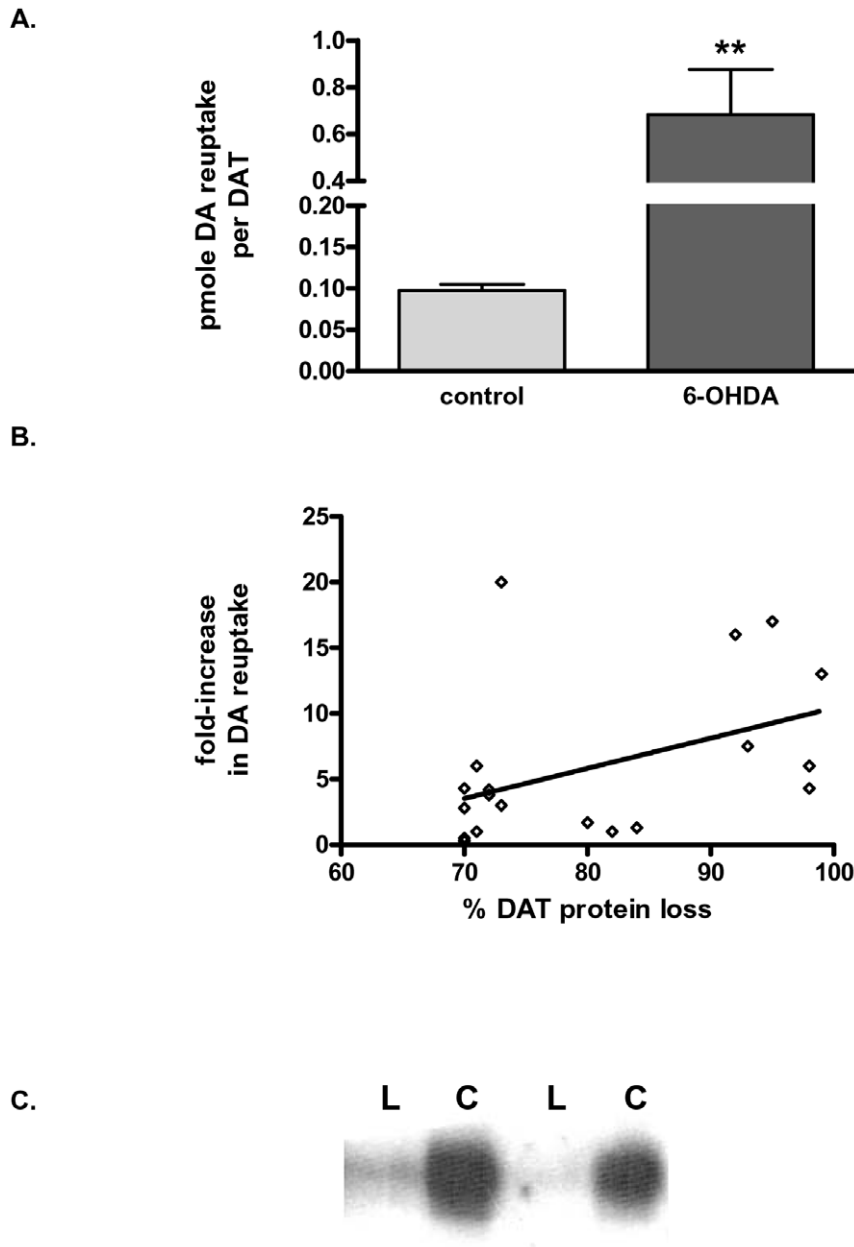 A.
pmole DA reuptake
per DAT
1.0
0.8
0.6
0.4
0.20
0.15
0.10
0.05
0.00
**
control 6-OHDA
B.
fold-increase
in DA reuptake
25
20
15
10
5
0
60 70 80 90 100
% DAT protein loss
C.
L C L C